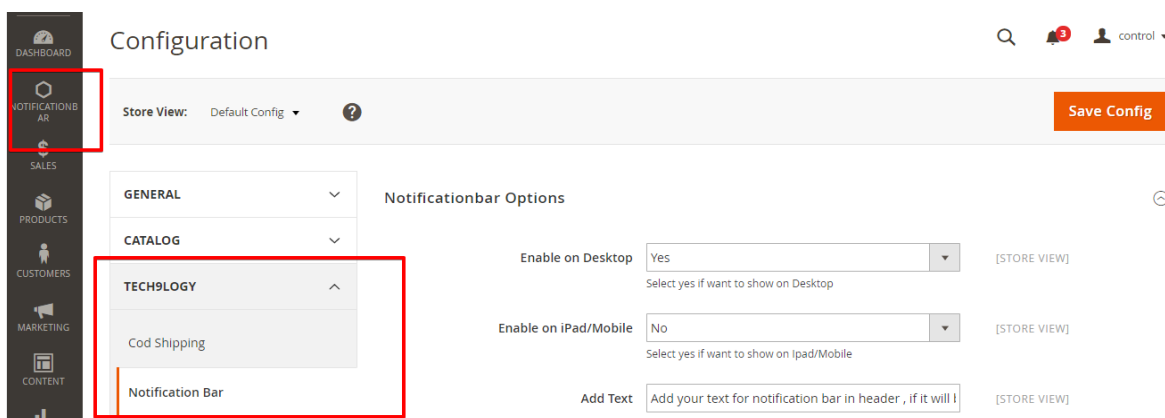 DASHBOARD
NOTIFICATIONB
AR
SALES
PRODUCTS
CUSTOMERS
MARKETING
CONTENT
Configuration
3
control
Store View: Default Config ?
Save Config
GENERAL
CATALOG
TECH9LOGY
Cod Shipping
Notification Bar
Notificationbar Options
Enable on Desktop Yes [STORE VIEW]
Select yes if want to show on Desktop
Enable on iPad/Mobile No [STORE VIEW]
Select yes if want to show on Ipad/Mobile
Add Text Add your text for notification bar in header , if it will [STORE VIEW]